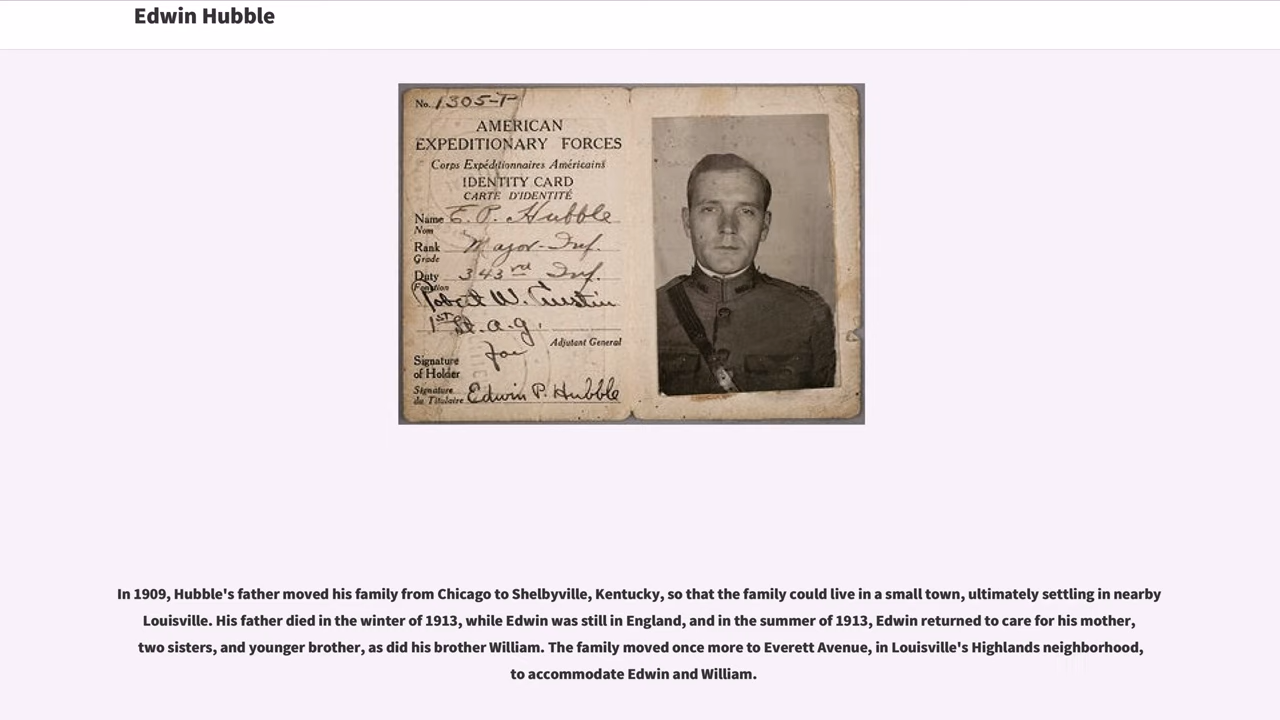 Edwin Hubble
No. 1305-T
AMERICAN
EXPEDITIONARY FORCES
Corps Expéditionnaires Américains
IDENTITY CARD
CARTE D'IDENTITÉ
Name E. P. Hubble
Nom
Rank Major-Inf.
Grade
Duty 343rd Inf.
Fonction
Robert W. Austin
1st Lt. a.g.
Adjutant General
for
Signature
of Holder
Signature
du Titulaire Edwin P. Hubble
In 1909, Hubble's father moved his family from Chicago to Shelbyville, Kentucky, so that the family could live in a small town, ultimately settling in nearby
Louisville. His father died in the winter of 1913, while Edwin was still in England, and in the summer of 1913, Edwin returned to care for his mother,
two sisters, and younger brother, as did his brother William. The family moved once more to Everett Avenue, in Louisville's Highlands neighborhood,
to accommodate Edwin and William.